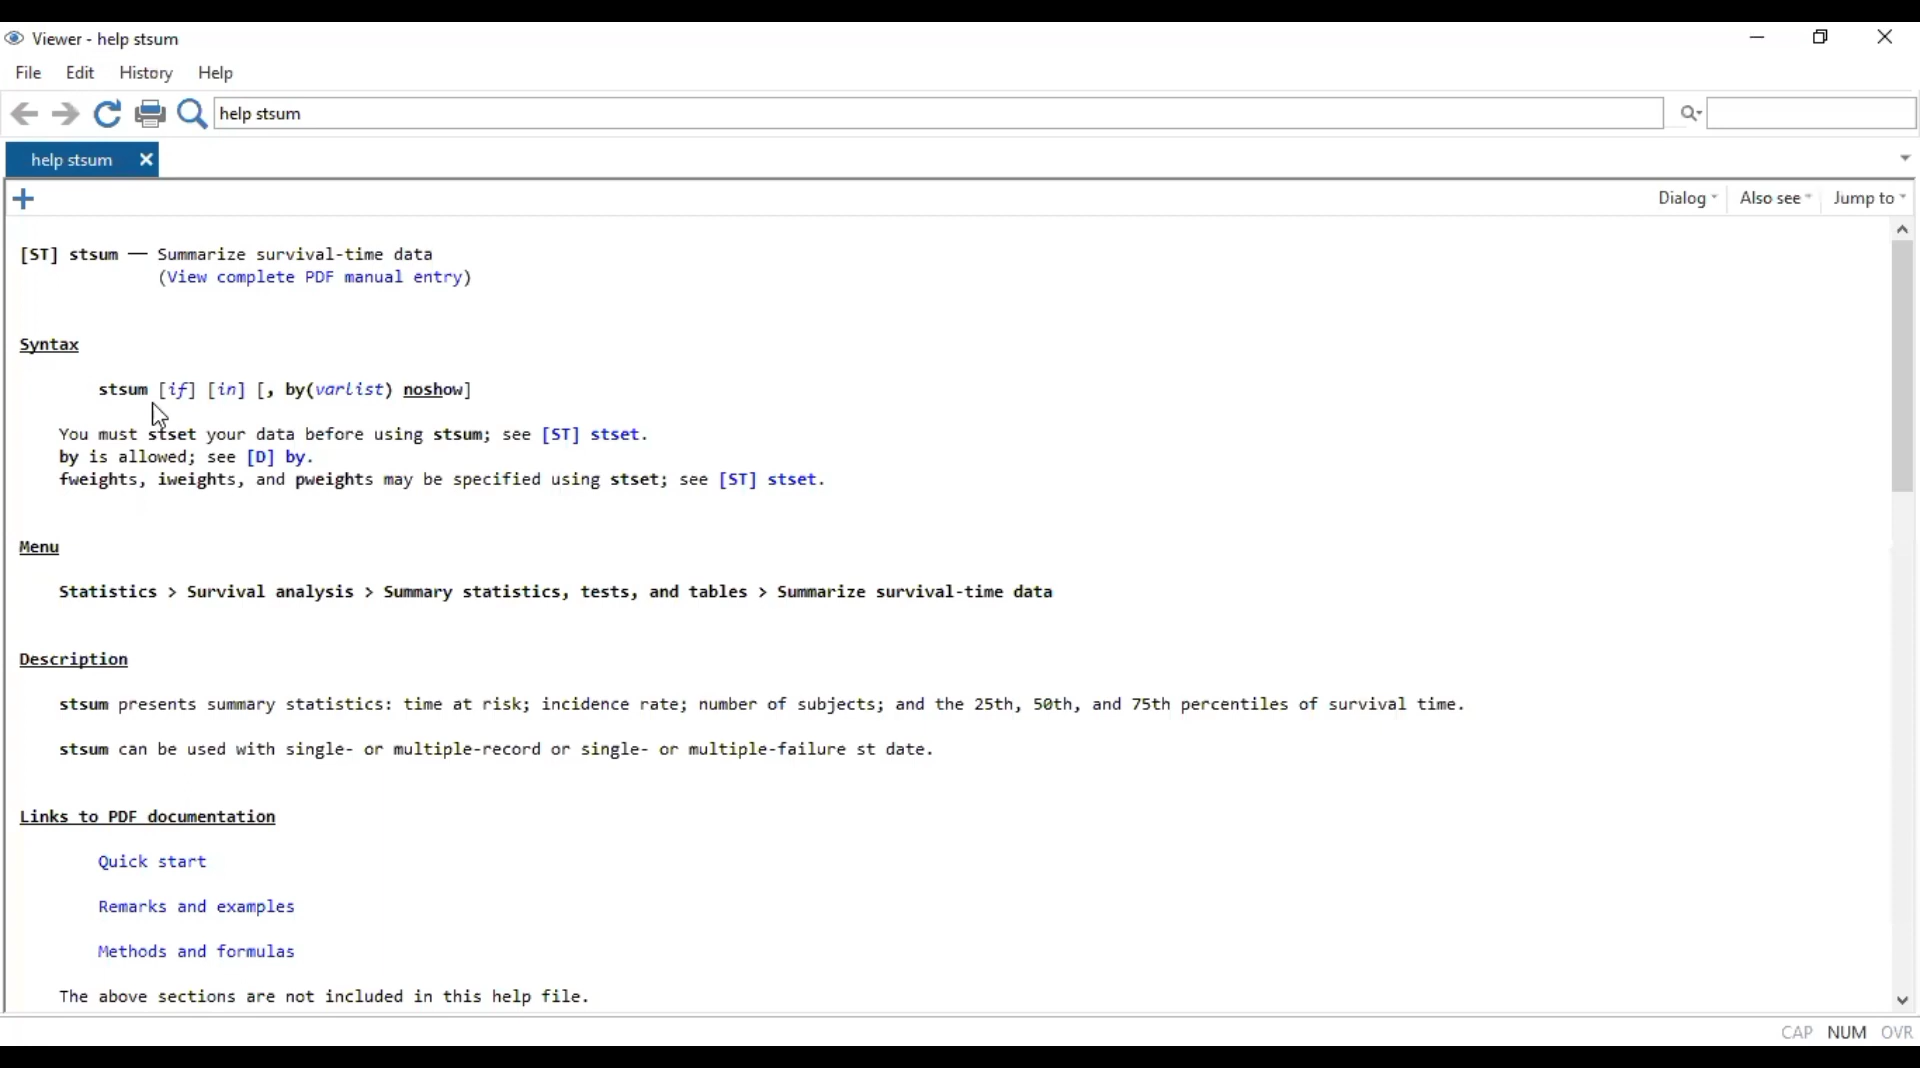 Viewer - help stsum
File Edit History Help
help stsum
help stsum
Dialog Also see Jump to
[ST] stsum — Summarize survival-time data
(View complete PDF manual entry)
Syntax
stsum [if] [in] [, by(varlist) noshow]
You must stset your data before using stsum; see [ST] stset.
by is allowed; see [D] by.
fweights, iweights, and pweights may be specified using stset; see [ST] stset.
Menu
Statistics > Survival analysis > Summary statistics, tests, and tables > Summarize survival-time data
Description
stsum presents summary statistics: time at risk; incidence rate; number of subjects; and the 25th, 50th, and 75th percentiles of survival time.
stsum can be used with single- or multiple-record or single- or multiple-failure st date.
Links to PDF documentation
Quick start
Remarks and examples
Methods and formulas
The above sections are not included in this help file.
CAP NUM OVR